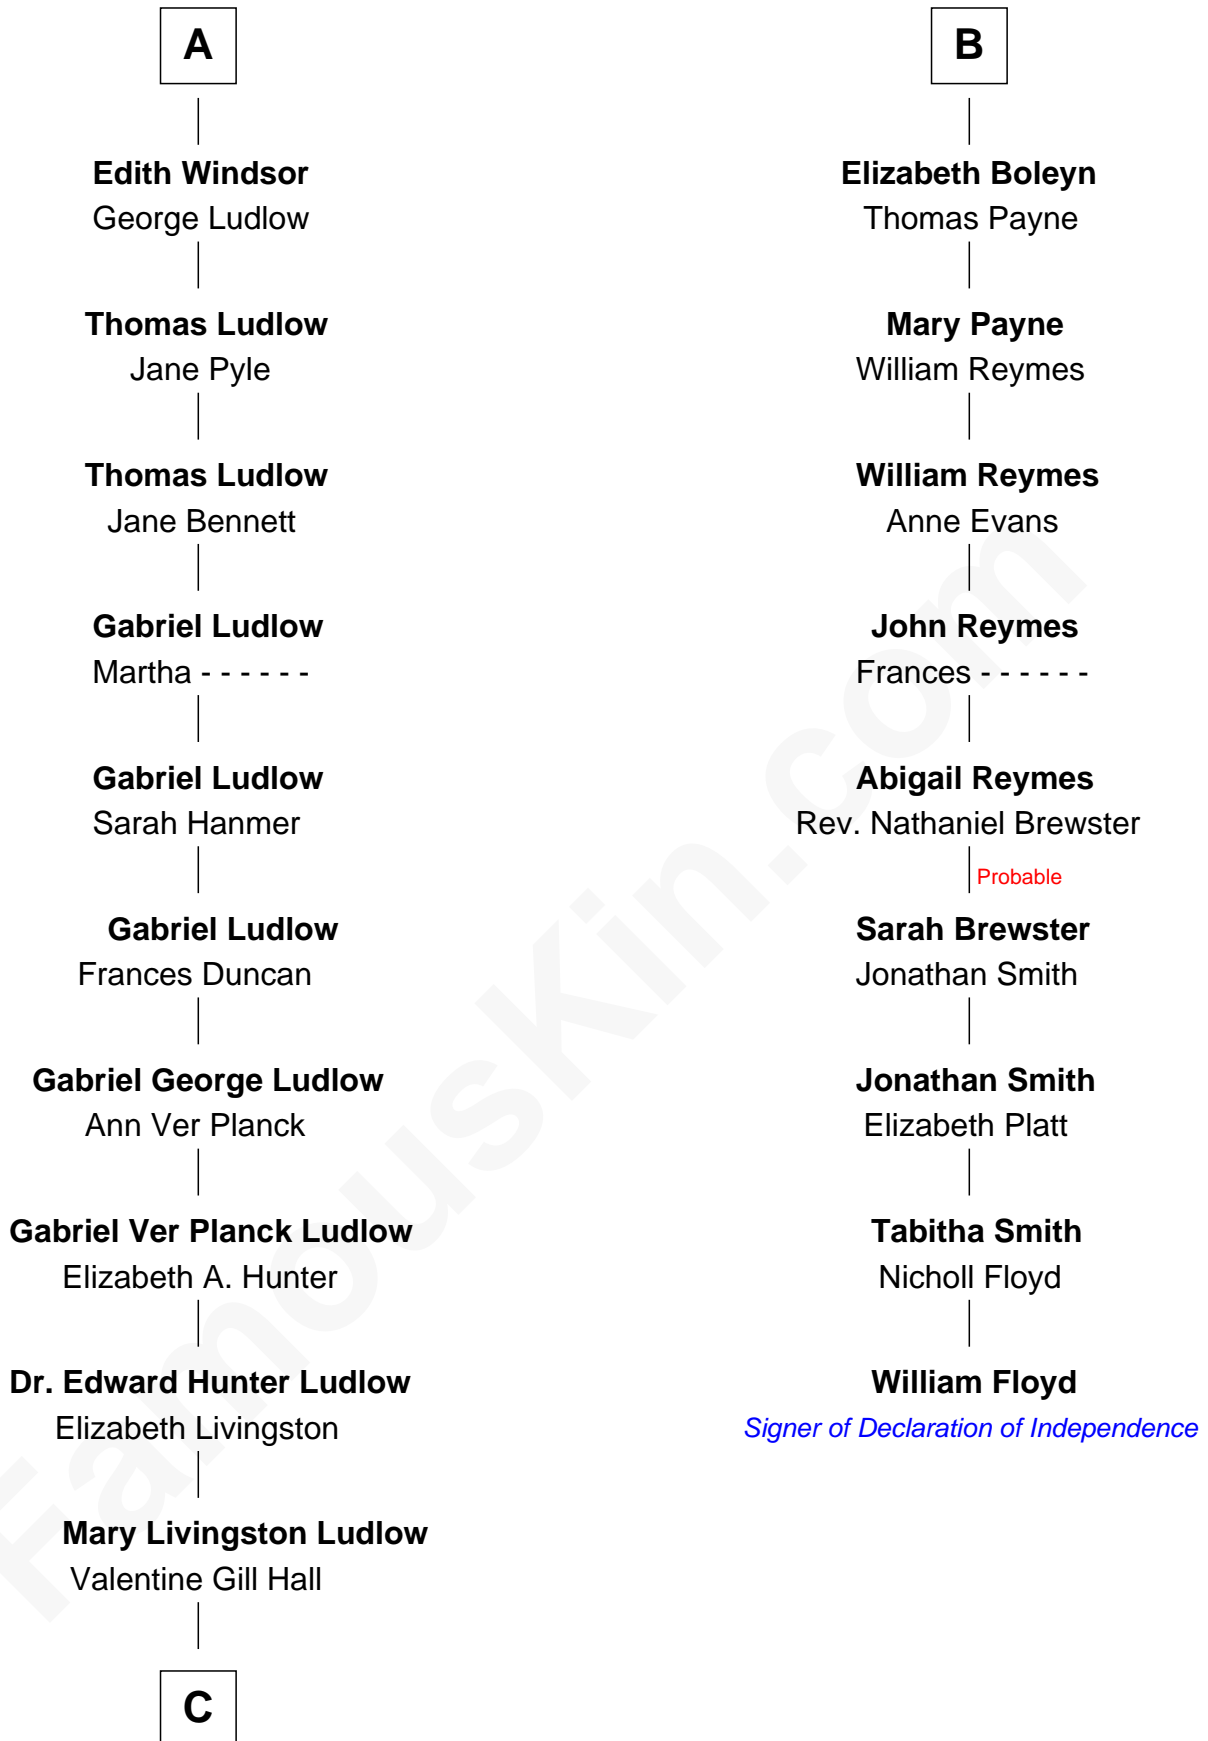 A
Edith Windsor
George Ludlow
Thomas Ludlow
Jane Pyle
Thomas Ludlow
Jane Bennett
Gabriel Ludlow
Martha - - - - - -
Gabriel Ludlow
Sarah Hanmer
Gabriel Ludlow
Frances Duncan
Gabriel George Ludlow
Ann Ver Planck
Gabriel Ver Planck Ludlow
Elizabeth A. Hunter
Dr. Edward Hunter Ludlow
Elizabeth Livingston
Mary Livingston Ludlow
Valentine Gill Hall
C
B
Elizabeth Boleyn
Thomas Payne
Mary Payne
William Reymes
William Reymes
Anne Evans
John Reymes
Frances - - - - - -
Abigail Reymes
Rev. Nathaniel Brewster
Probable
Sarah Brewster
Jonathan Smith
Jonathan Smith
Elizabeth Platt
Tabitha Smith
Nicholl Floyd
William Floyd
Signer of Declaration of Independence
FamousKin.com